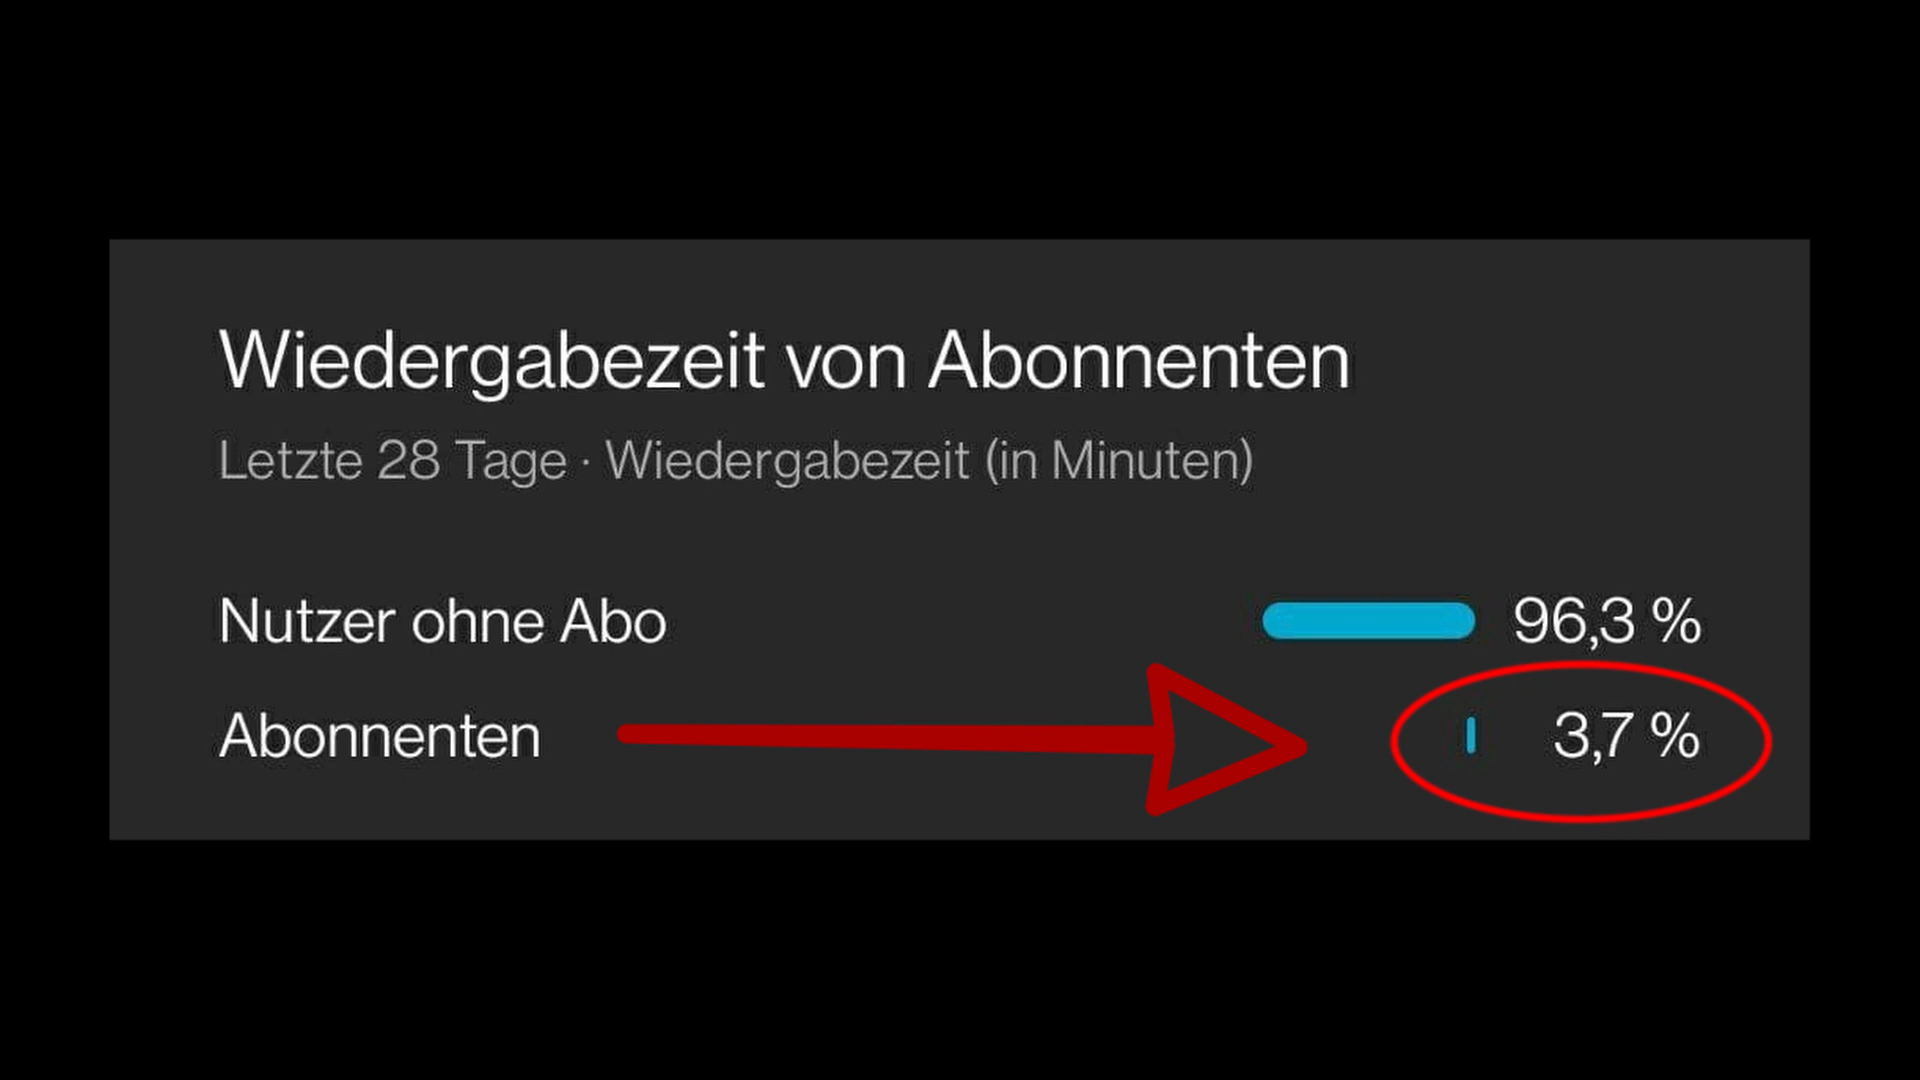 Wiedergabezeit von Abonnenten
Letzte 28 Tage · Wiedergabezeit (in Minuten)
Nutzer ohne Abo 96,3 %
Abonnenten 3,7 %